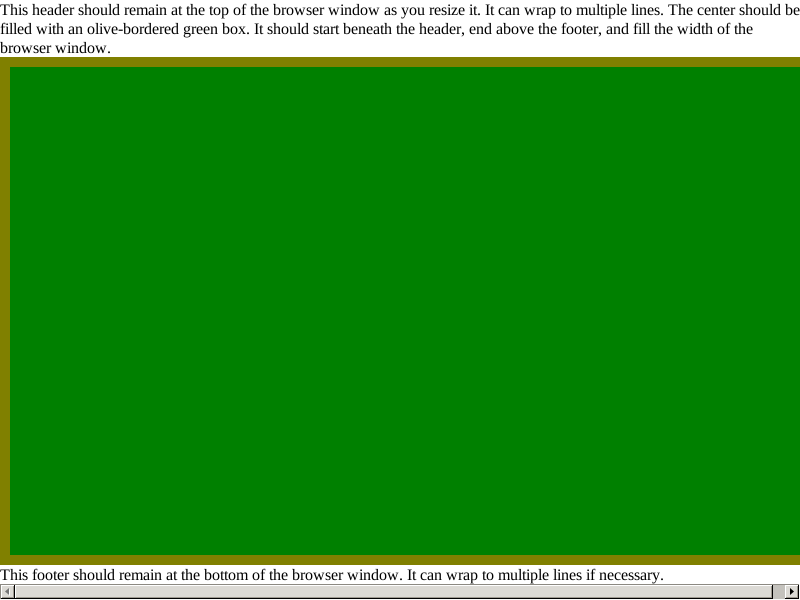 This header should remain at the top of the browser window as you resize it. It can wrap to multiple lines. The center should be
filled with an olive-bordered green box. It should start beneath the header, end above the footer, and fill the width of the
browser window.
This footer should remain at the bottom of the browser window. It can wrap to multiple lines if necessary.